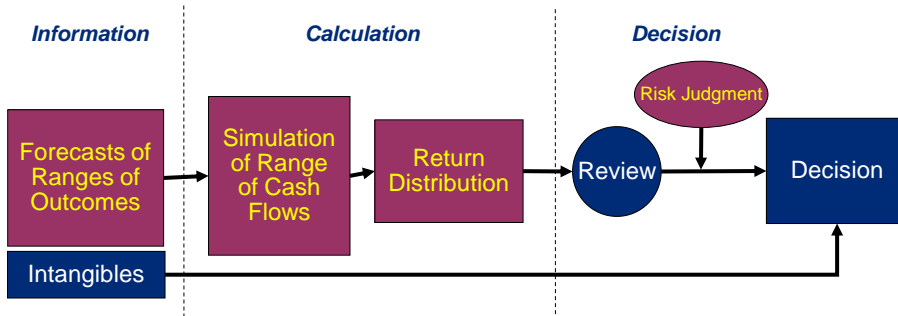 Information
Calculation
Decision
Forecasts of
Ranges of
Outcomes
Intangibles
Simulation
of Range
of Cash
Flows
Return
Distribution
Review
Risk Judgment
Decision